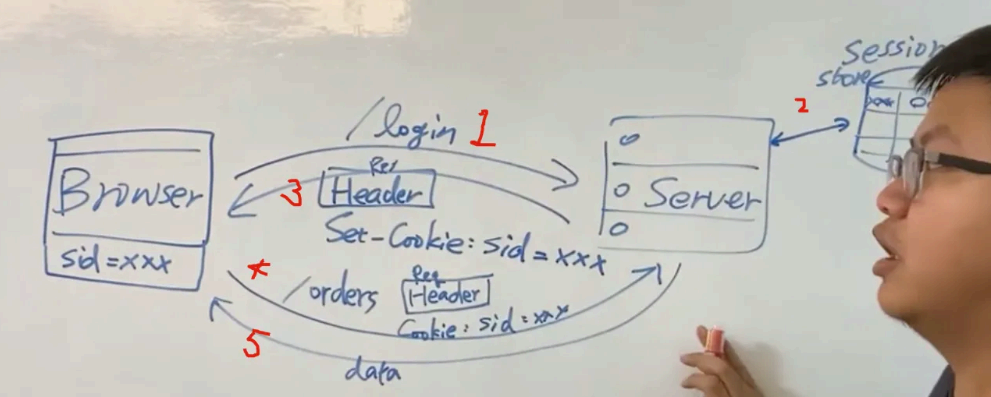 Session
store
xxx
/login 1
2
Res
3 Header
Browser
Server
Set-Cookie: sid=xxx
sid=xxx
/orders
Req
Header
Cookie: sid=xxx
5
data